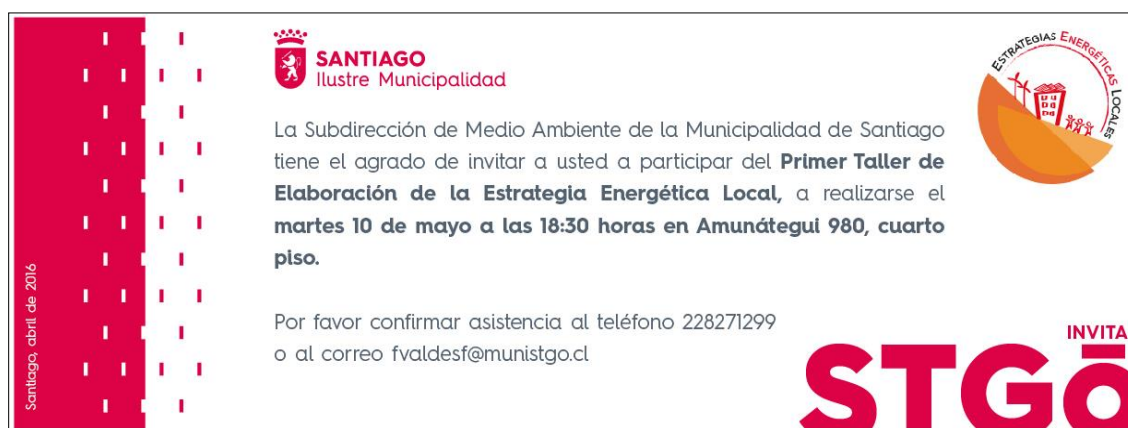 SANTIAGO
Ilustre Municipalidad
ESTRATEGIAS ENERGÉTICAS LOCALES
La Subdirección de Medio Ambiente de la Municipalidad de Santiago
tiene el agrado de invitar a usted a participar del Primer Taller de
Elaboración de la Estrategia Energética Local, a realizarse el
martes 10 de mayo a las 18:30 horas en Amunátegui 980, cuarto
piso.
Por favor confirmar asistencia al teléfono 228271299
o al correo fvaldesf@munistgo.cl
Santiago, abril de 2016
INVITA
STGō